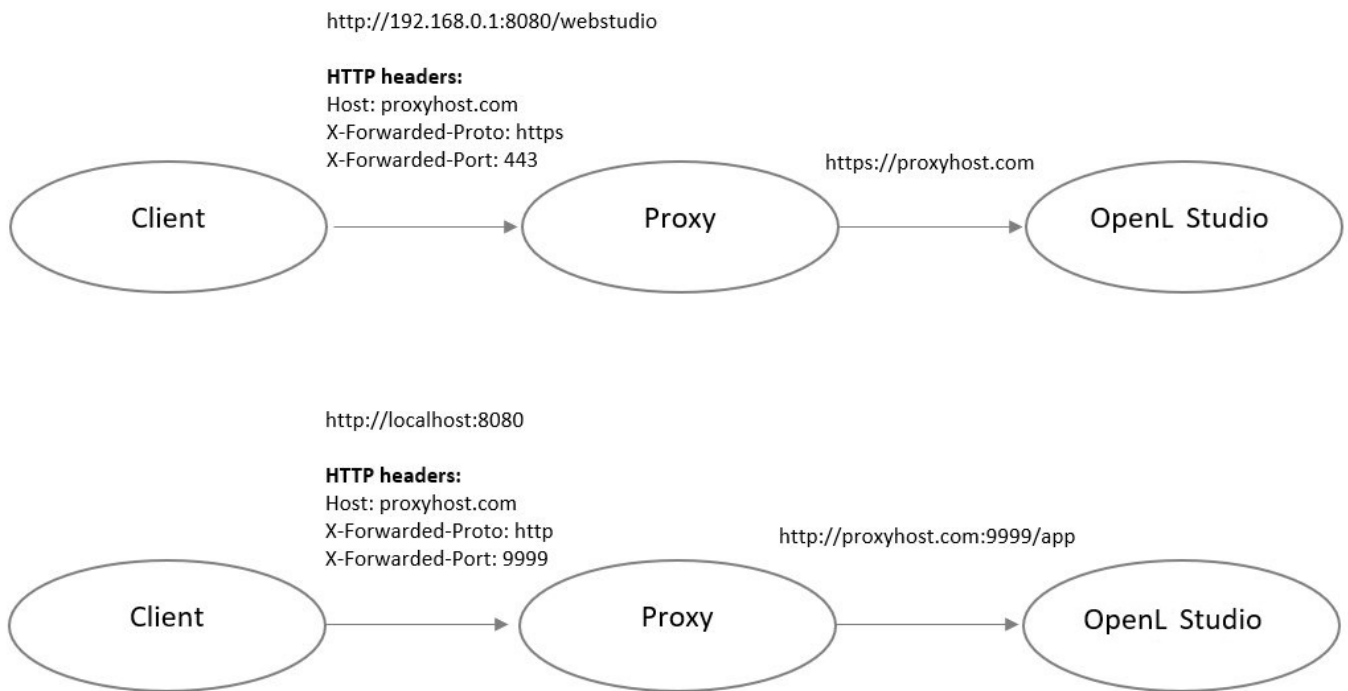 http://192.168.0.1:8080/webstudio
HTTP headers:
Host: proxyhost.com
X-Forwarded-Proto: https
X-Forwarded-Port: 443
https://proxyhost.com
Client
Proxy
OpenL Studio
http://localhost:8080
HTTP headers:
Host: proxyhost.com
X-Forwarded-Proto: http
X-Forwarded-Port: 9999
http://proxyhost.com:9999/app
Client
Proxy
OpenL Studio